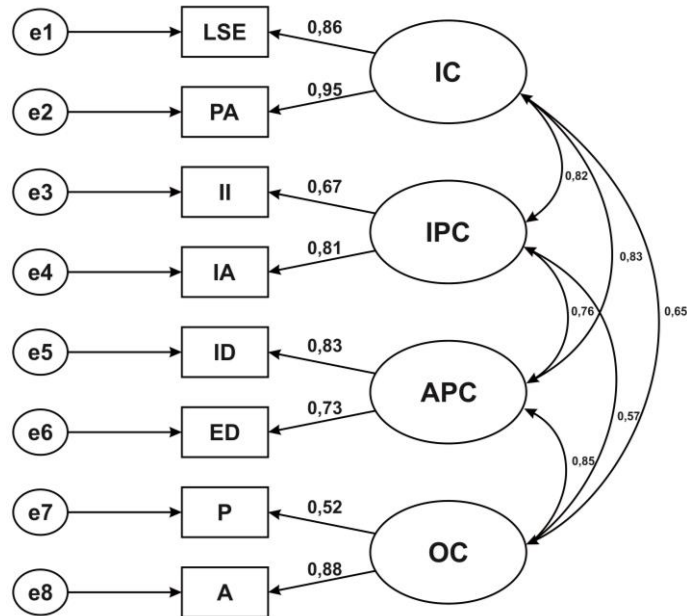 e1
LSE
0,86
IC
e2
PA
0,95
e3
II
0,67
0,82
IPC
e4
IA
0,81
0,83
0,76
0,65
e5
ID
0,83
APC
e6
ED
0,73
0,57
0,85
e7
P
0,52
OC
e8
A
0,88